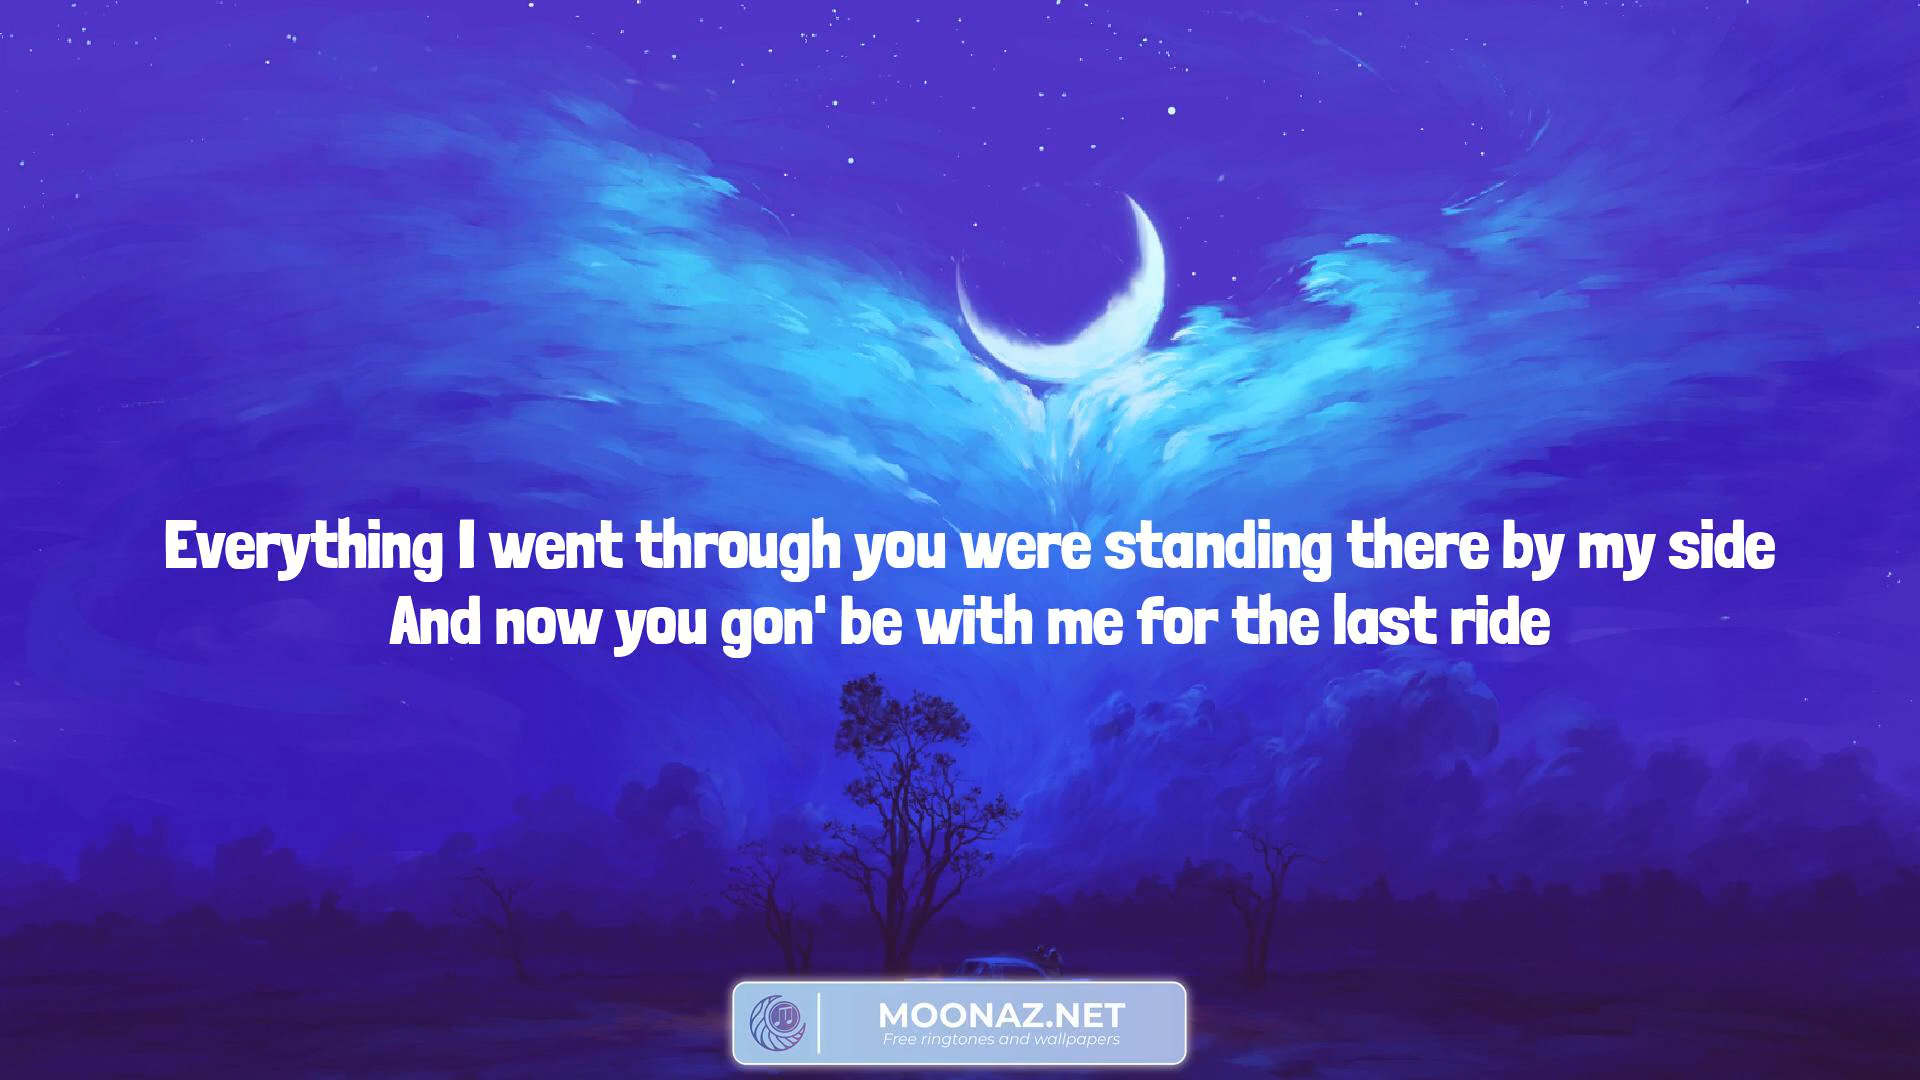 Everything I went through you were standing there by my side
And now you gon' be with me for the last ride
MOONAZ.NET
Free ringtones and wallpapers